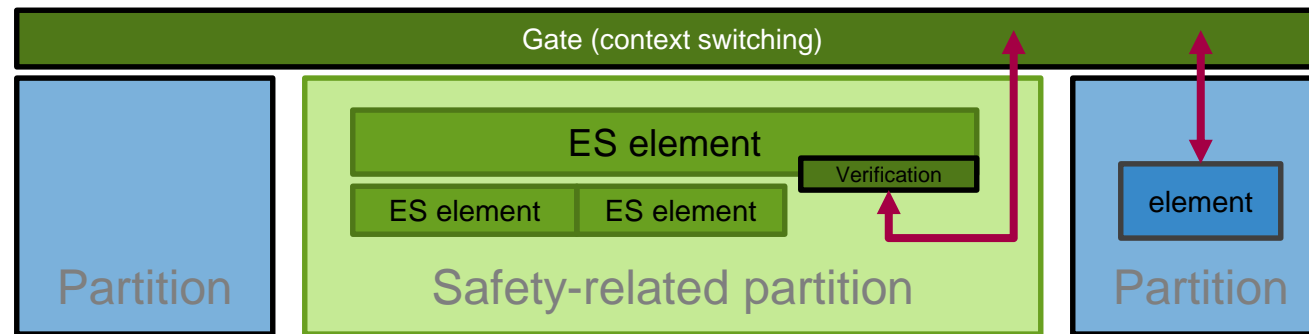 Gate (context switching)
ES element
Verification
ES element
ES element
element
Partition
Safety-related partition
Partition